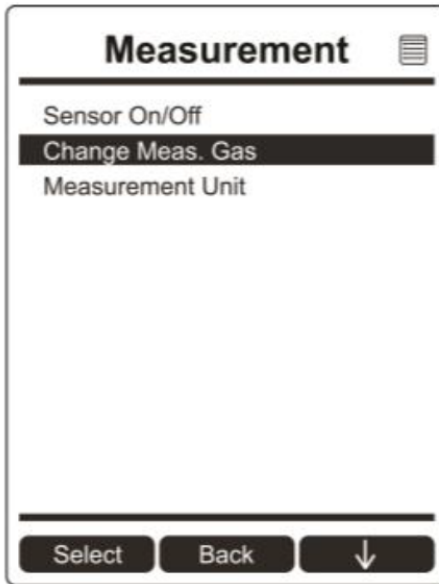 Measurement
Sensor On/Off
Change Meas. Gas
Measurement Unit
Select Back ↓